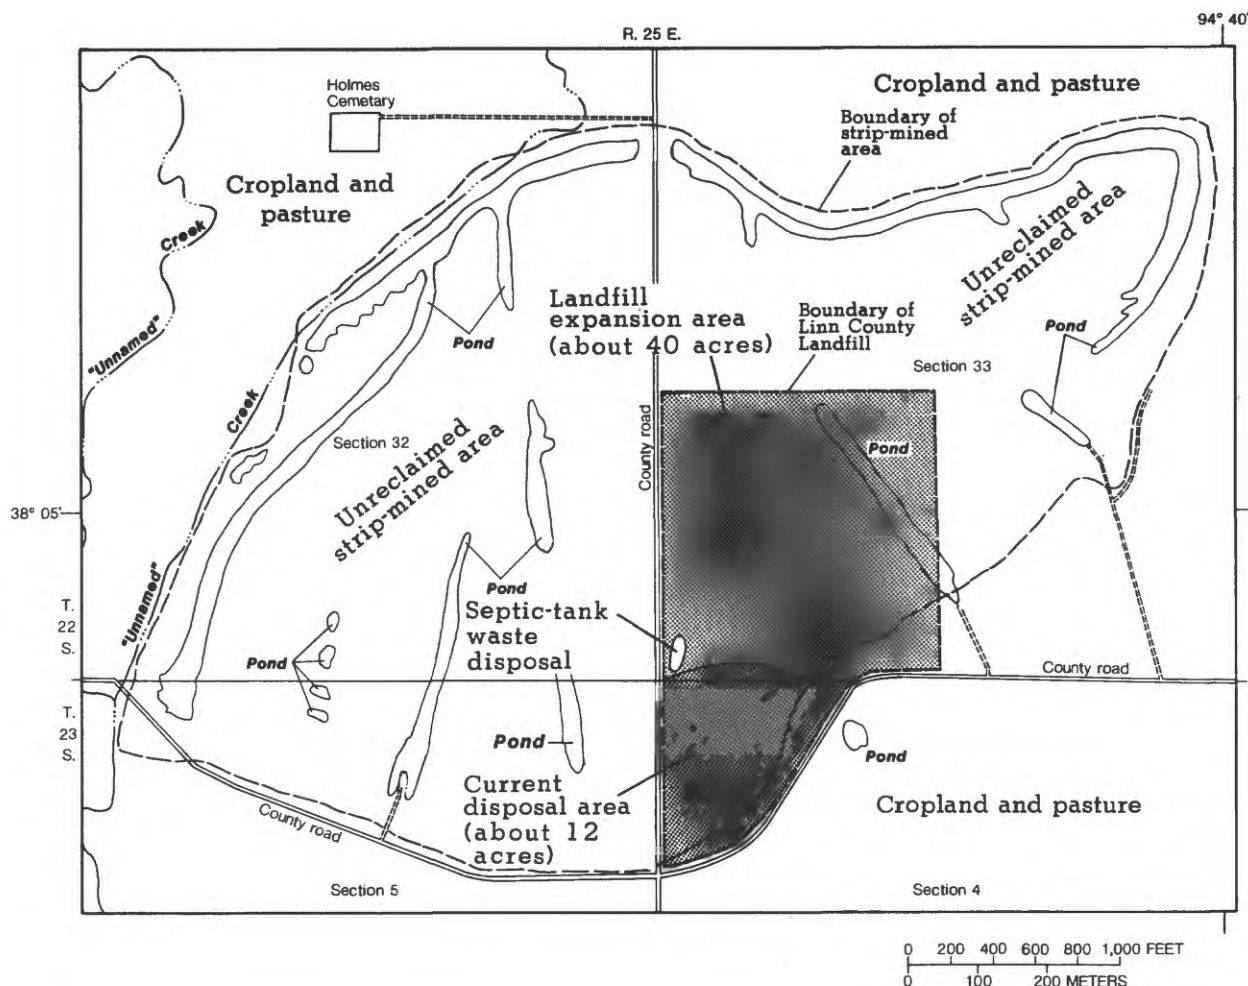 94° 40'
R. 25 E.
Holmes
Cemetary
Cropland and pasture
Boundary of
strip-mined
area
Cropland and
pasture
Creek
"Unnamed"
Unreclaimed
strip-mined area
Landfill
expansion area
(about 40 acres)
Boundary of
Linn County
Landfill
Pond
Pond
Section 33
Creek
Section 32
County road
Pond
Unreclaimed
strip-mined area
38° 05'
"Unnamed"
Pond
T.
22
S.
Septic-tank
waste
disposal
Pond
County road
T.
23
S.
Pond
Pond
Current
disposal area
(about 12
acres)
Cropland and pasture
County road
Section 5
Section 4
0 200 400 600 800 1,000 FEET
0 100 200 METERS